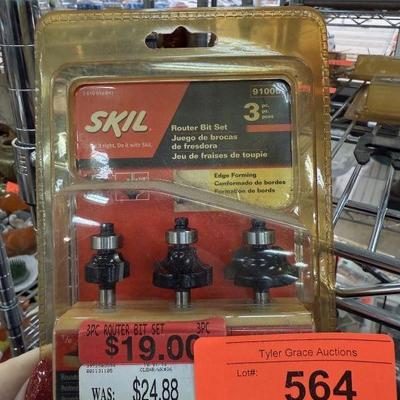 SKIL
Do it right. Do it with Skil.
Router Bit Set
Juego de brocas
de fresadora
Jeu de fraises de toupie
3 pc.
Edge Forming
Conformado de bordes
Formation de bords
3PC ROUTER BIT SET 3PC
$19.00
WAS: $24.88
Tyler Grace Auctions
Lot#:
564